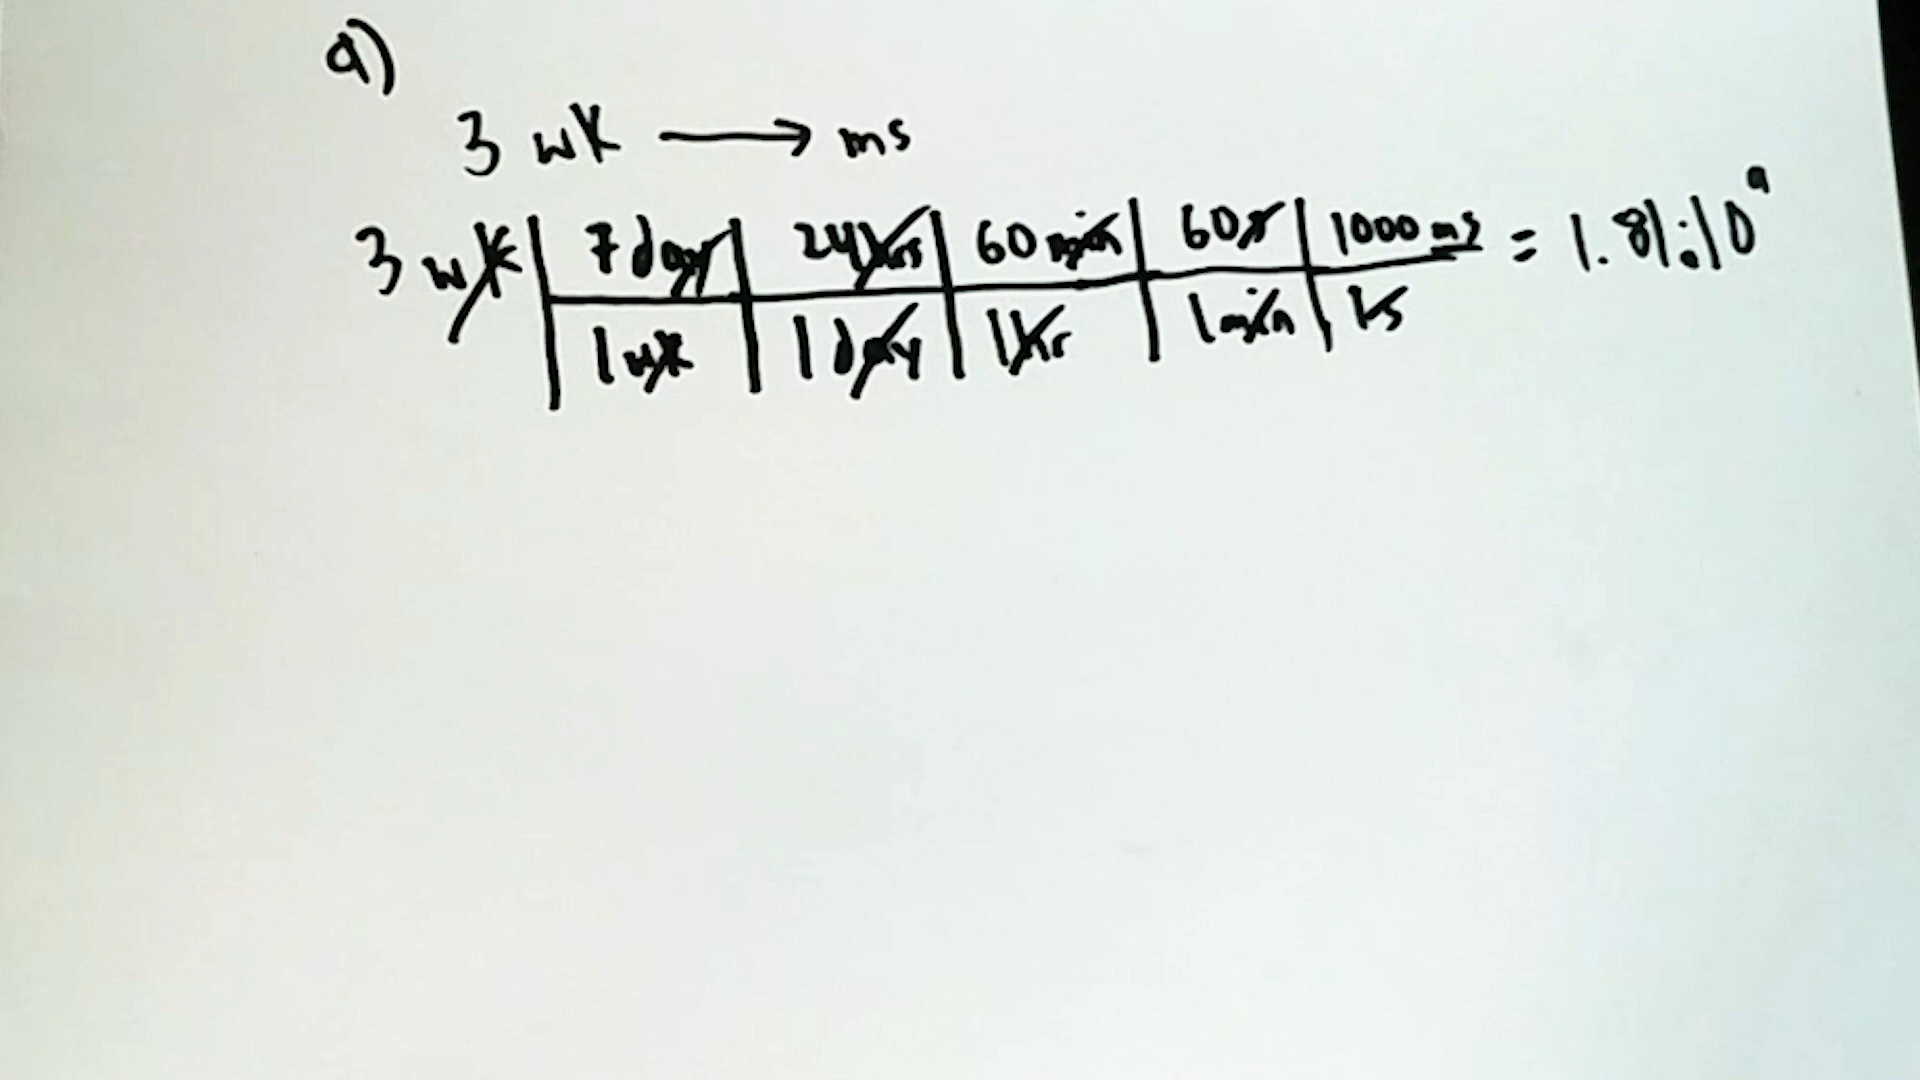 a)
3 wk → ms
3 wk | 7 day | 24 hrs | 60 min | 60 s | 1000 ms = 1.81·10⁹
1 wk | 1 day | 1 hr | 1 min | 1 s